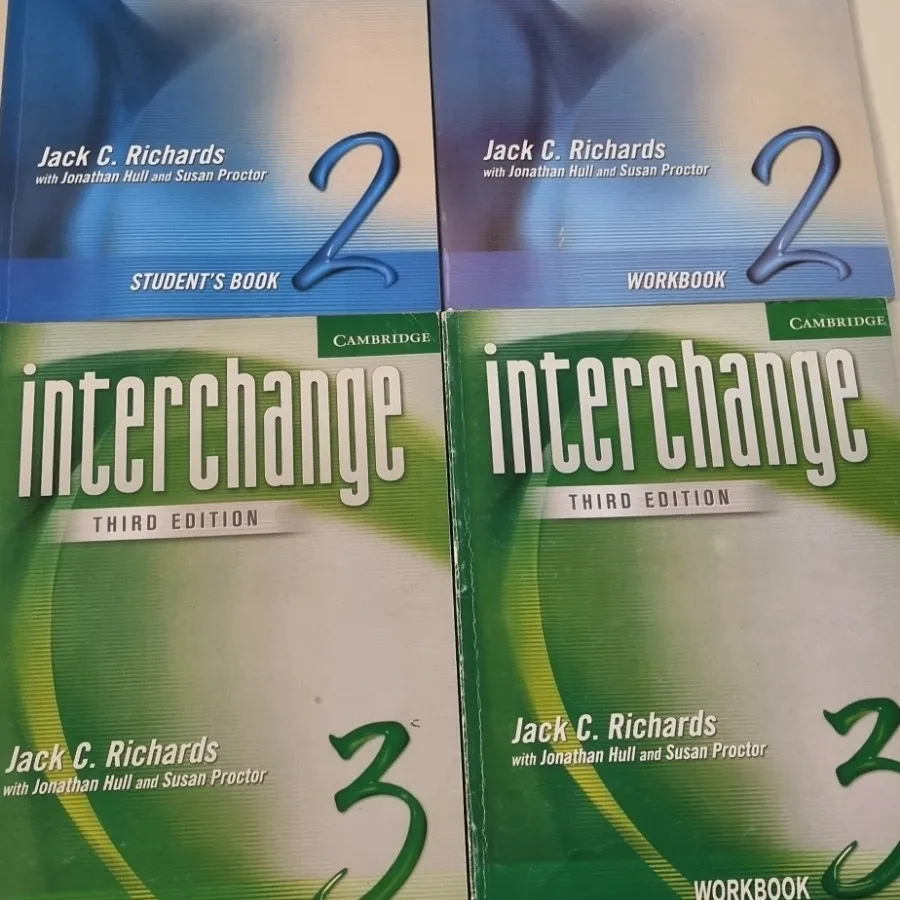 Jack C. Richards
with Jonathan Hull and Susan Proctor
2
STUDENT'S BOOK
Jack C. Richards
with Jonathan Hull and Susan Proctor
2
WORKBOOK
CAMBRIDGE
interchange
THIRD EDITION
Jack C. Richards
with Jonathan Hull and Susan Proctor
3
CAMBRIDGE
interchange
THIRD EDITION
Jack C. Richards
with Jonathan Hull and Susan Proctor
3
WORKBOOK